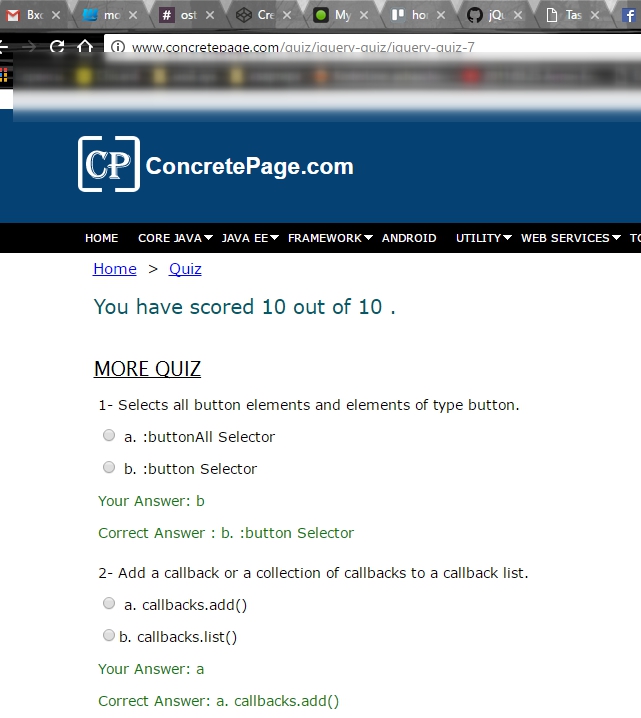 Bxo
mo
ost
Cre
My
ho
jQu
Tas
www.concretepage.com/quiz/jquery-quiz/jquery-quiz-7
CP ConcretePage.com
HOME CORE JAVA JAVA EE FRAMEWORK ANDROID UTILITY WEB SERVICES TO
Home > Quiz
You have scored 10 out of 10 .
MORE QUIZ
1- Selects all button elements and elements of type button.
a. :buttonAll Selector
b. :button Selector
Your Answer: b
Correct Answer : b. :button Selector
2- Add a callback or a collection of callbacks to a callback list.
a. callbacks.add()
b. callbacks.list()
Your Answer: a
Correct Answer: a. callbacks.add()